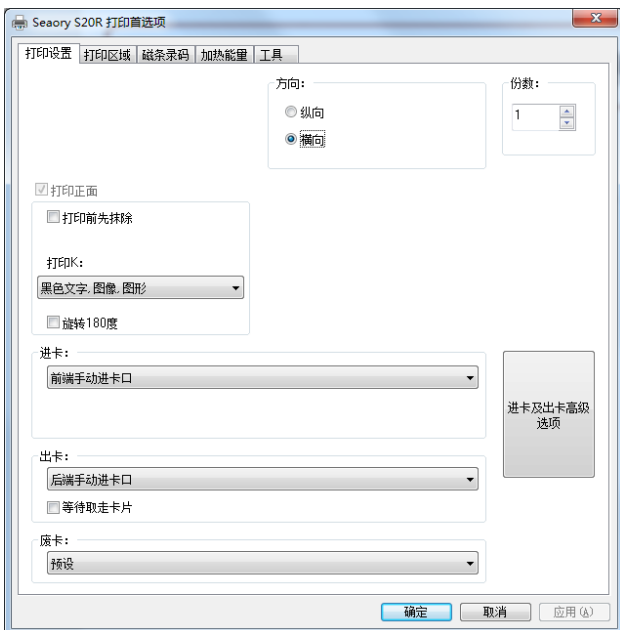 Seaory S20R 打印首选项
打印设置 打印区域 磁条录码 加热能量 工具
方向:
纵向
横向
份数:
1
打印正面
打印前先抹除
打印K:
黑色文字, 图像, 图形
旋转180度
进卡:
前端手动进卡口
进卡及出卡高级
选项
出卡:
后端手动进卡口
等待取走卡片
废卡:
预设
确定 取消 应用(A)